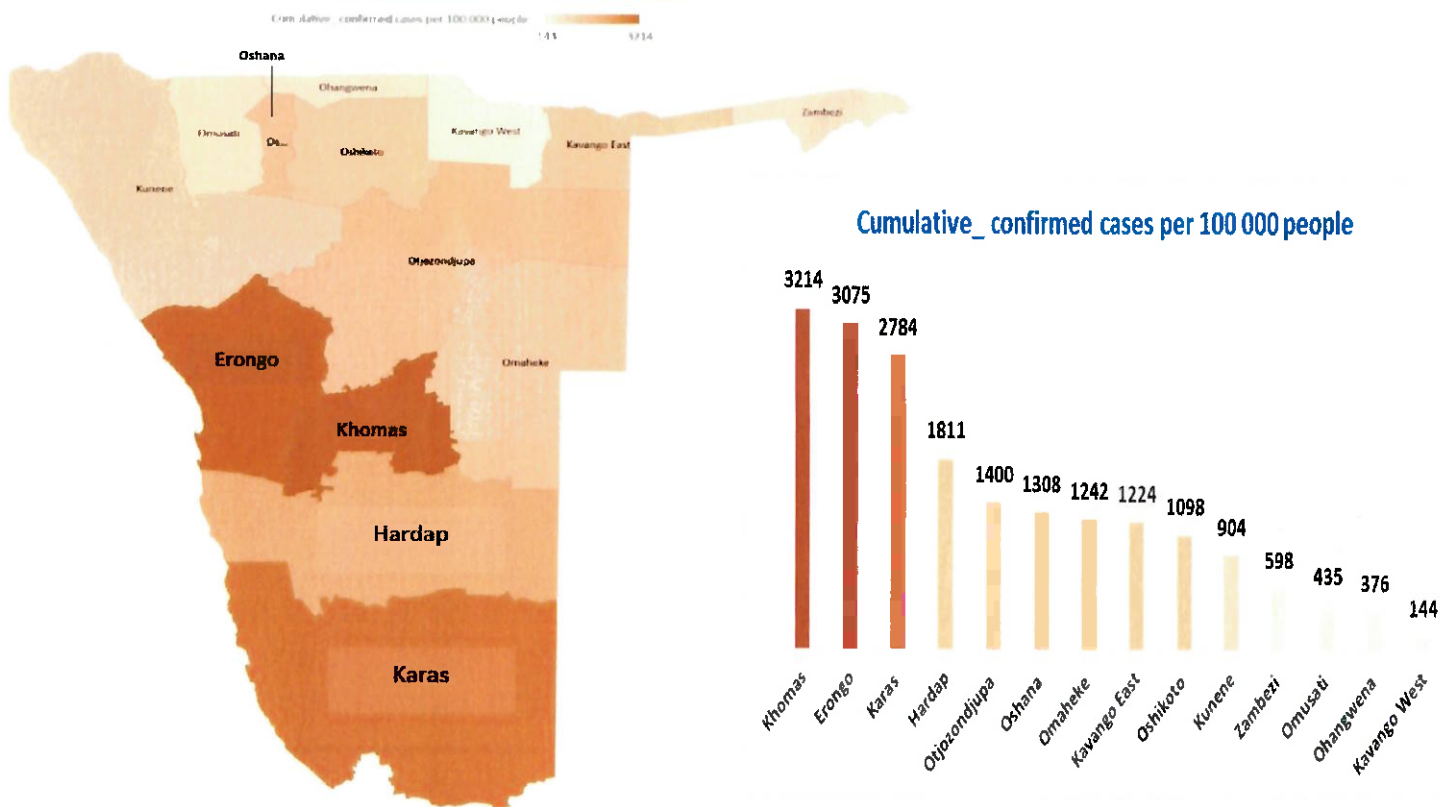 Cumulative_ confirmed cases per 100 000 people
3214
Oshana
Ohangwena
Zambezi
Omusati
Os...
Oshikoto
Kavango West
Kavango East
Kunene
Otjozondjupa
Erongo
Omaheke
Khomas
Hardap
Karas
Cumulative_ confirmed cases per 100 000 people
3214
3075
2784
1811
1400
1308
1242
1224
1098
904
598
435
376
144
Khomas
Erongo
Karas
Hardap
Otjozondjupa
Oshana
Omaheke
Kavango East
Oshikoto
Kunene
Zambezi
Omusati
Ohangwena
Kavango West